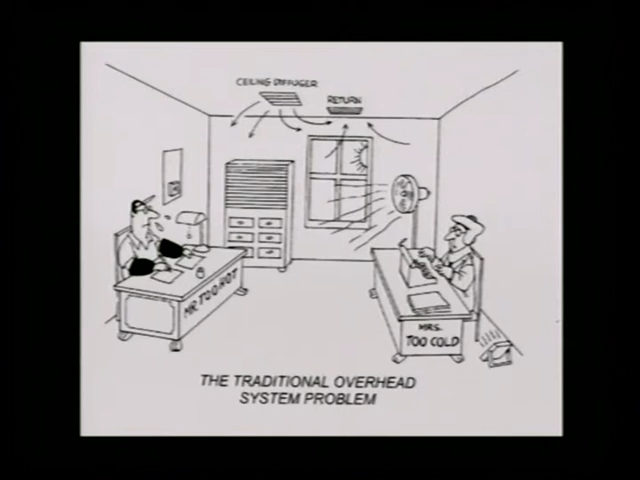 CEILING DIFFUSER
RETURN
MR TOO HOT
MRS.
TOO COLD
THE TRADITIONAL OVERHEAD
SYSTEM PROBLEM